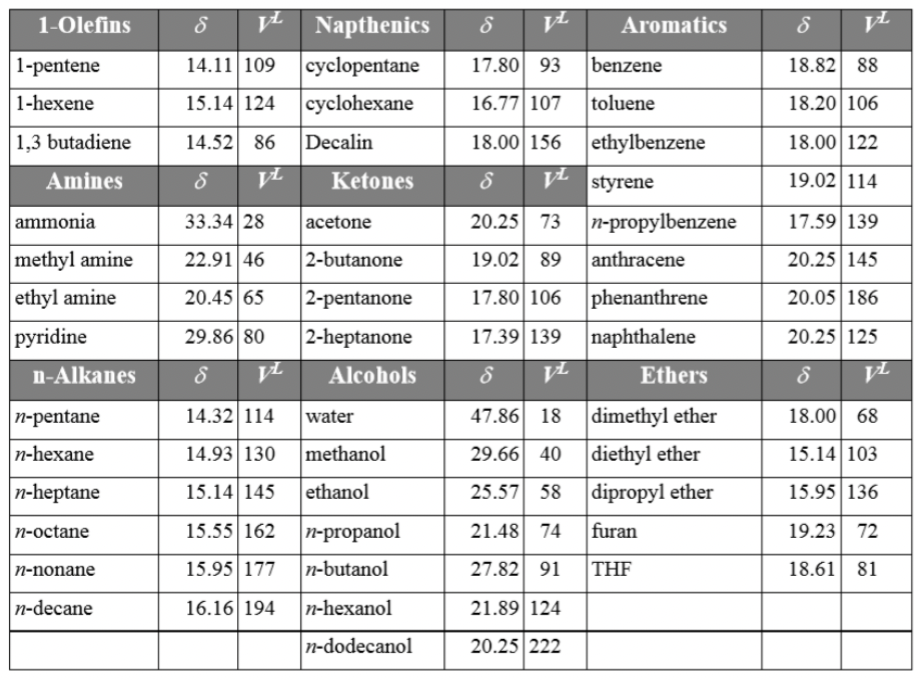 1-Olefins δ V^L Napthenics δ V^L Aromatics δ V^L
1-pentene 14.11 109 cyclopentane 17.80 93 benzene 18.82 88
1-hexene 15.14 124 cyclohexane 16.77 107 toluene 18.20 106
1,3 butadiene 14.52 86 Decalin 18.00 156 ethylbenzene 18.00 122
Amines δ V^L Ketones δ V^L styrene 19.02 114
ammonia 33.34 28 acetone 20.25 73 n-propylbenzene 17.59 139
methyl amine 22.91 46 2-butanone 19.02 89 anthracene 20.25 145
ethyl amine 20.45 65 2-pentanone 17.80 106 phenanthrene 20.05 186
pyridine 29.86 80 2-heptanone 17.39 139 naphthalene 20.25 125
n-Alkanes δ V^L Alcohols δ V^L Ethers δ V^L
n-pentane 14.32 114 water 47.86 18 dimethyl ether 18.00 68
n-hexane 14.93 130 methanol 29.66 40 diethyl ether 15.14 103
n-heptane 15.14 145 ethanol 25.57 58 dipropyl ether 15.95 136
n-octane 15.55 162 n-propanol 21.48 74 furan 19.23 72
n-nonane 15.95 177 n-butanol 27.82 91 THF 18.61 81
n-decane 16.16 194 n-hexanol 21.89 124
n-dodecanol 20.25 222